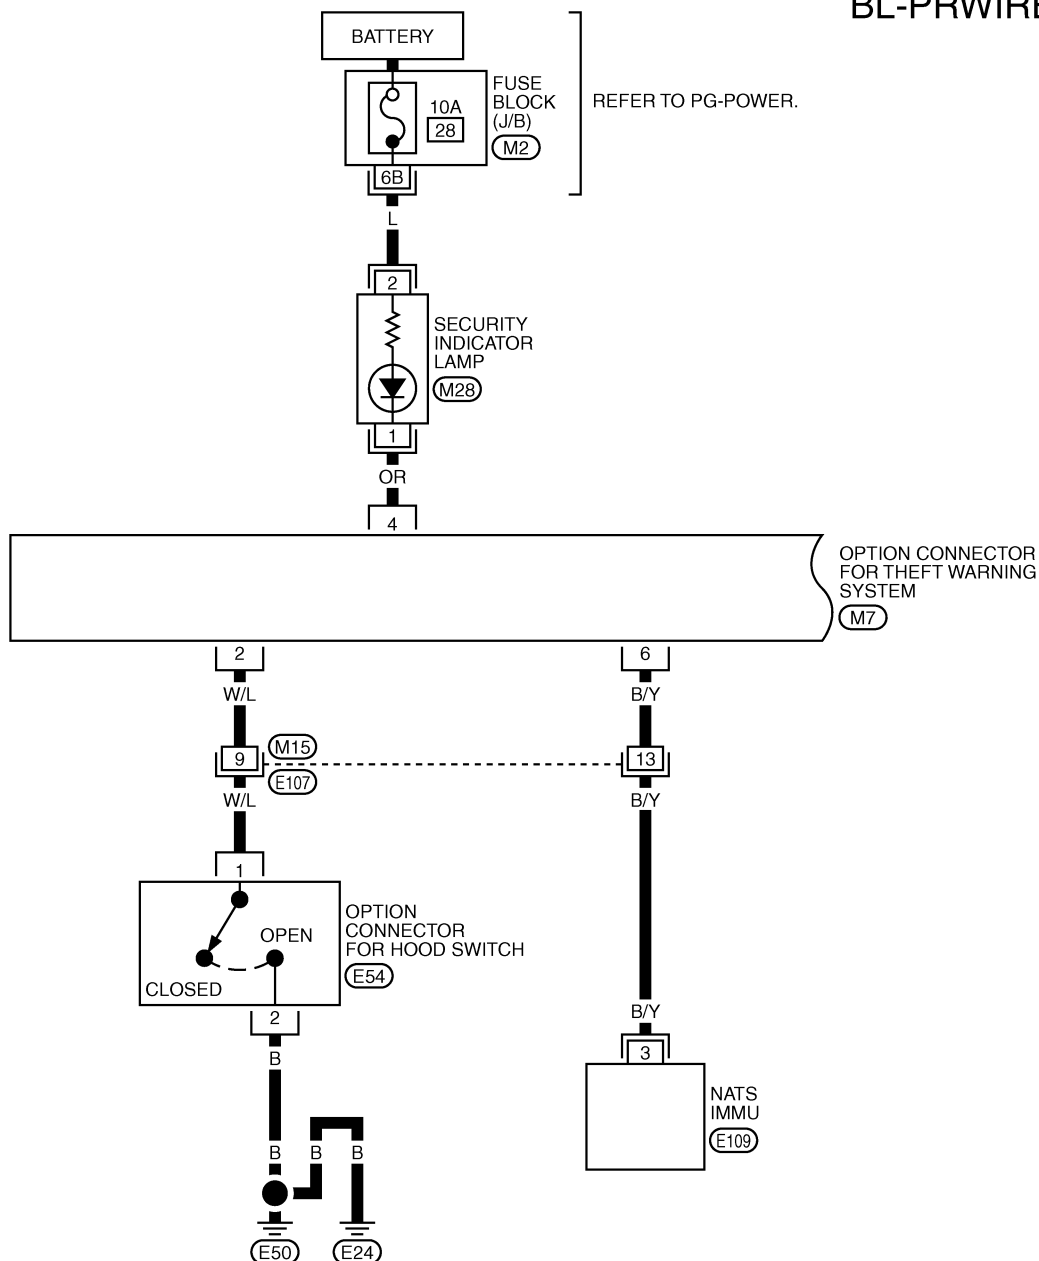 BL-PRWIRE
BATTERY
FUSE
BLOCK
(J/B)
10A
28
M2
REFER TO PG-POWER.
6B
L
2
SECURITY
INDICATOR
LAMP
M28
1
OR
4
OPTION CONNECTOR
FOR THEFT WARNING
SYSTEM
M7
2
6
W/L
B/Y
9
M15
13
E107
W/L
B/Y
1
OPTION
CONNECTOR
FOR HOOD SWITCH
E54
OPEN
CLOSED
2
B
B/Y
3
NATS
IMMU
E109
B
B
B
E50
E24